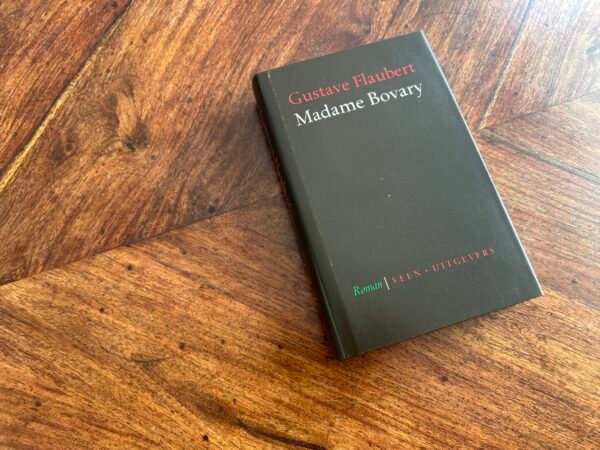 Gustave Flaubert
Madame Bovary
Roman | VEEN · UITGEVERS